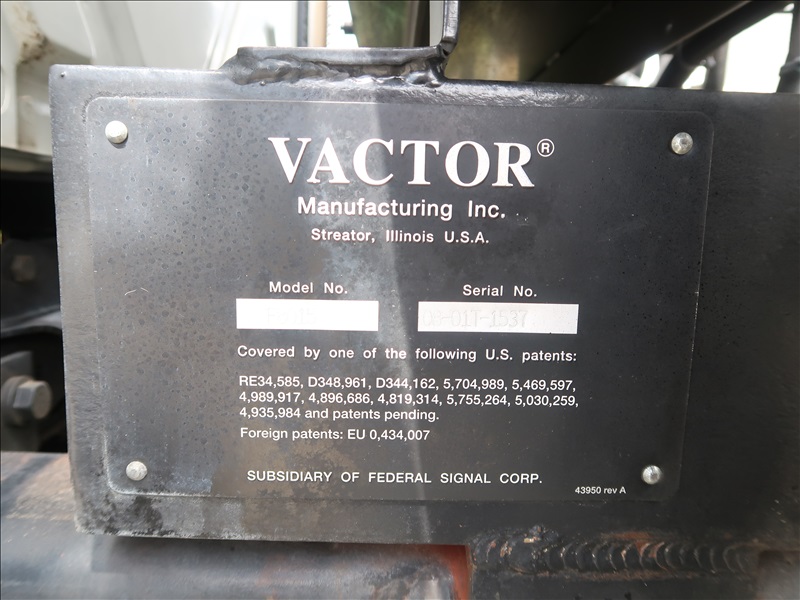 VACTOR®
Manufacturing Inc.
Streator, Illinois U.S.A.
Model No. Serial No.
-01T-1537
Covered by one of the following U.S. patents:
RE34,585, D348,961, D344,162, 5,704,989, 5,469,597,
4,989,917, 4,896,686, 4,819,314, 5,755,264, 5,030,259,
4,935,984 and patents pending.
Foreign patents: EU 0,434,007
SUBSIDIARY OF FEDERAL SIGNAL CORP.
43950 rev A